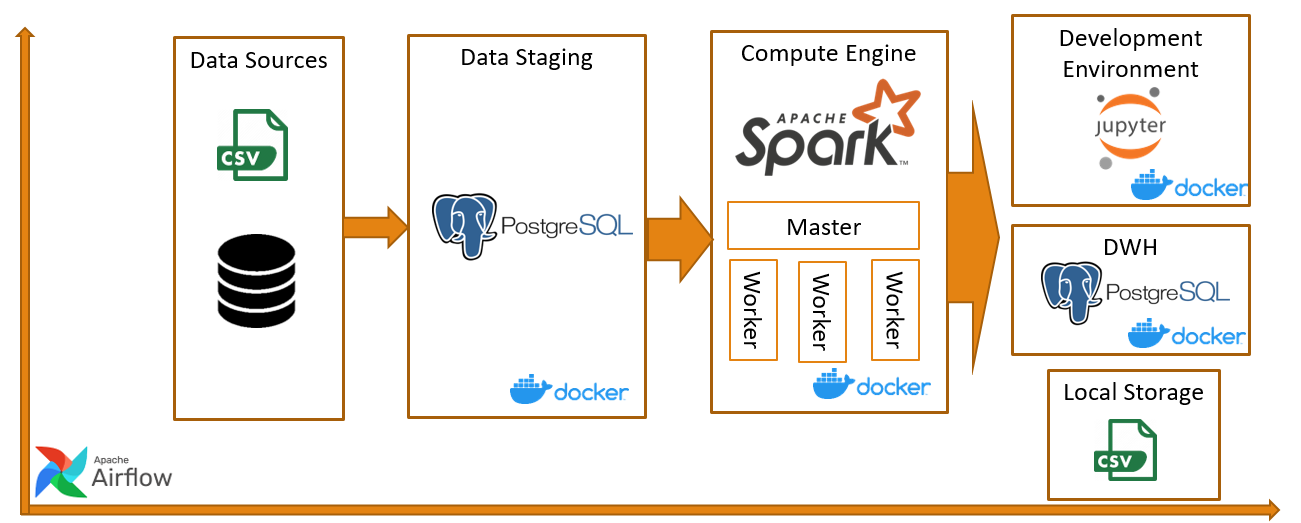 Data Sources
CSV
Data Staging
PostgreSQL
docker
Compute Engine
APACHE
Spark
TM
Master
Worker
Worker
Worker
docker
Development
Environment
jupyter
docker
DWH
PostgreSQL
docker
Local Storage
CSV
Apache
Airflow